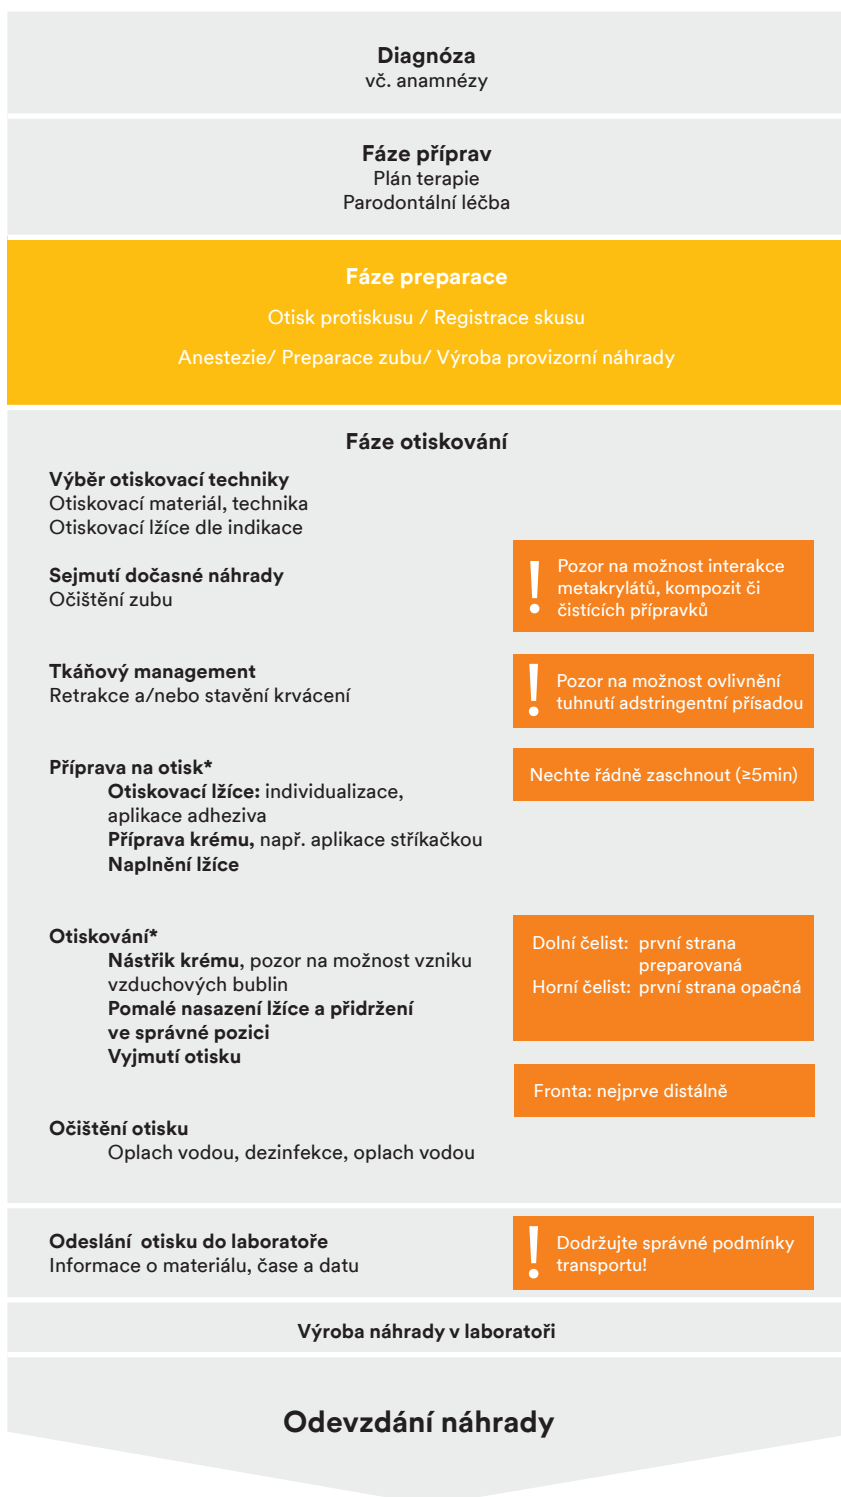 Diagnóza
vč. anamnézy
Fáze příprav
Plán terapie
Parodontální léčba
Fáze preparace
Otisk protiskusu / Registrace skusu
Anestezie/ Preparace zubu/ Výroba provizorní náhrady
Fáze otiskování
Výběr otiskovací techniky
Otiskovací materiál, technika
Otiskovací lžíce dle indikace
Sejmutí dočasné náhrady
Očištění zubu
! Pozor na možnost interakce
metakrylátů, kompozit či
čistících přípravků
Tkáňový management
Retrakce a/nebo stavění krvácení
! Pozor na možnost ovlivnění
tuhnutí adstringentní přísadou
Příprava na otisk*
Otiskovací lžíce: individualizace,
aplikace adheziva
Příprava krému, např. aplikace stříkačkou
Naplnění lžíce
Nechte řádně zaschnout (≥5min)
Otiskování*
Nástřik krému, pozor na možnost vzniku
vzduchových bublin
Pomalé nasazení lžíce a přidržení
ve správné pozici
Vyjmutí otisku
Dolní čelist: první strana
preparovaná
Horní čelist: první strana opačná
Fronta: nejprve distálně
Očištění otisku
Oplach vodou, dezinfekce, oplach vodou
Odeslání otisku do laboratoře
Informace o materiálu, čase a datu
! Dodržujte správné podmínky
transportu!
Výroba náhrady v laboratoři
Odevzdání náhrady